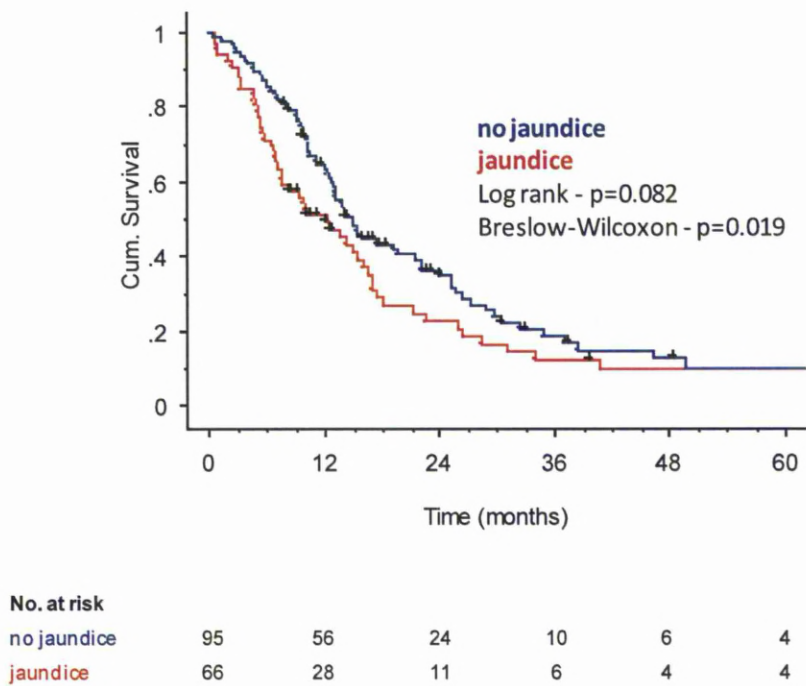 1
.8
.6
.4
.2
0
Cum. Survival
no jaundice
jaundice
Log rank - p=0.082
Breslow-Wilcoxon - p=0.019
0 12 24 36 48 60
Time (months)
No. at risk
no jaundice 95 56 24 10 6 4
jaundice 66 28 11 6 4 4